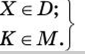 X ∈ D;
K ∈ M.